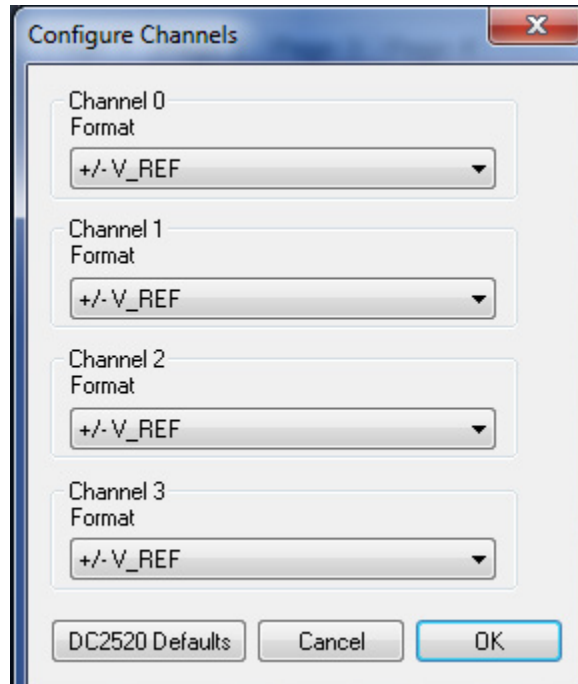 Configure Channels
Channel 0
Format
+/- V_REF
Channel 1
Format
+/- V_REF
Channel 2
Format
+/- V_REF
Channel 3
Format
+/- V_REF
DC2520 Defaults
Cancel
OK